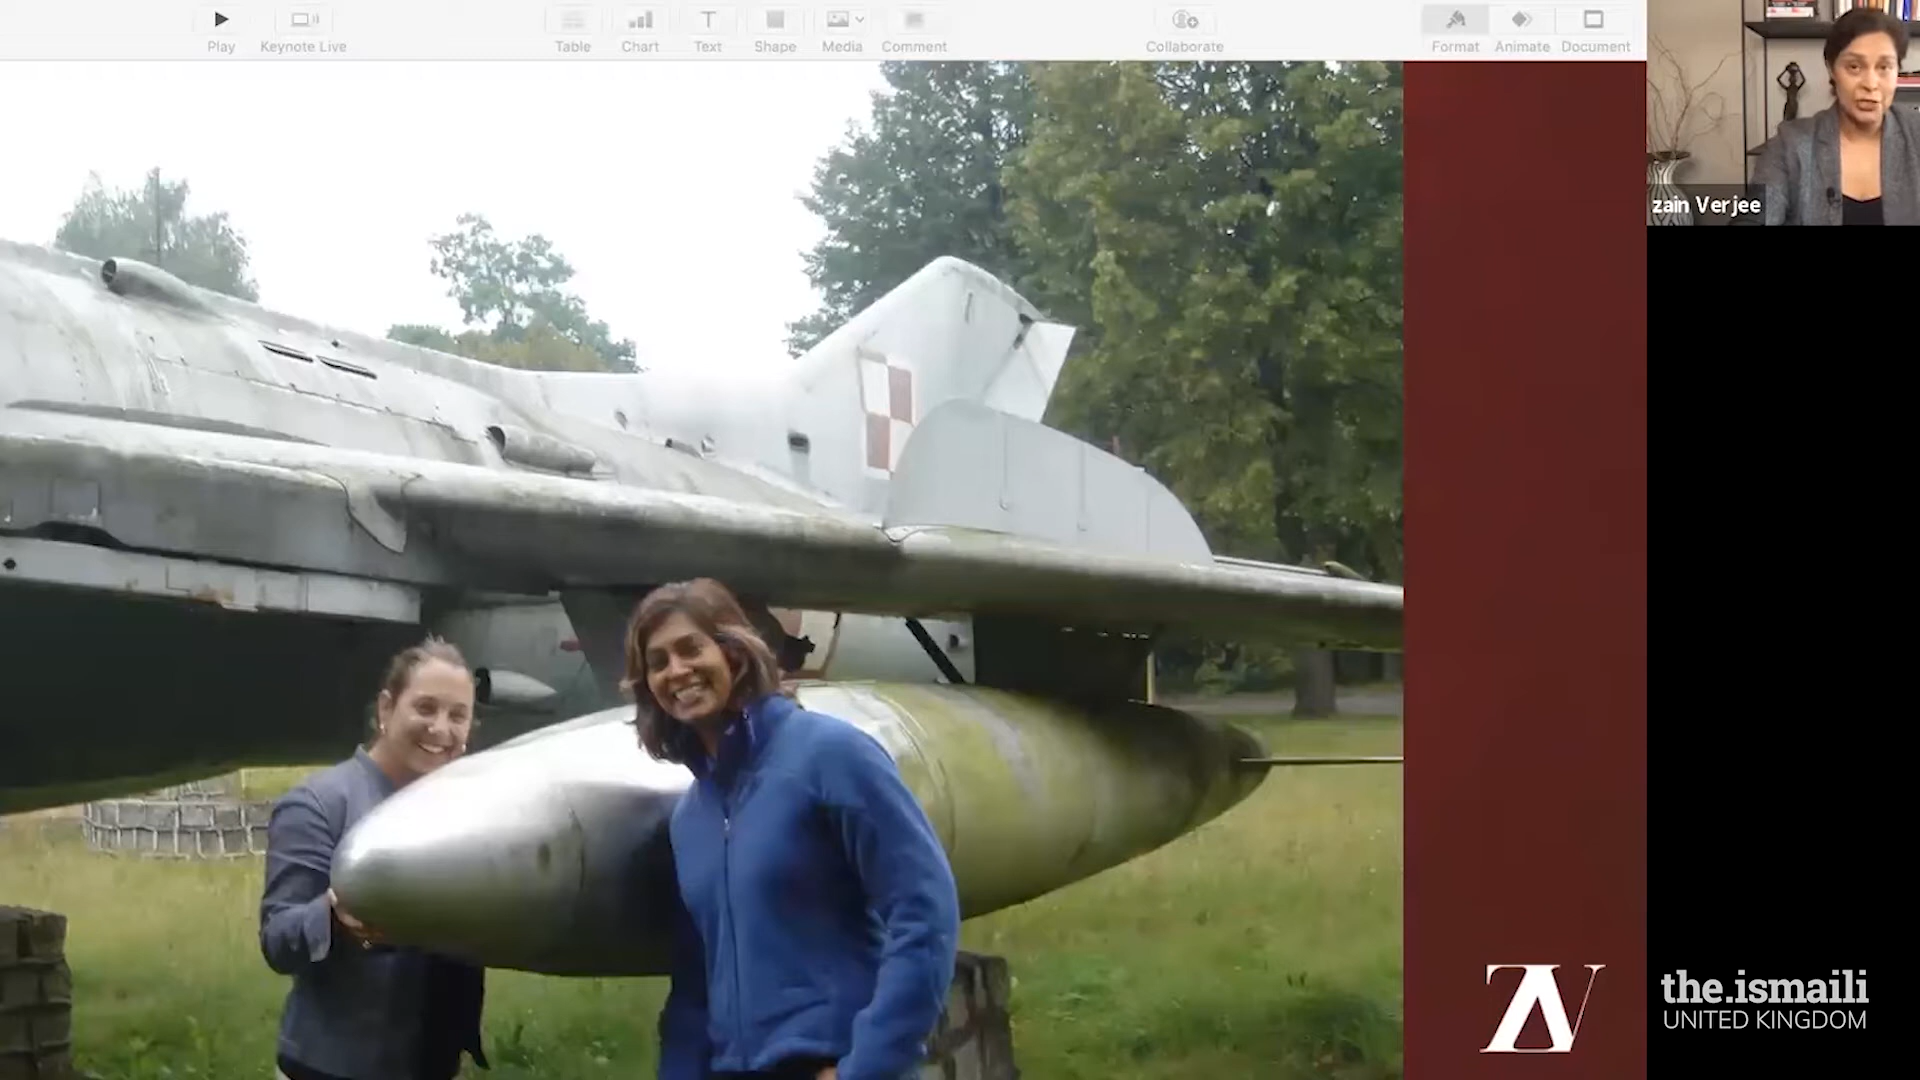 Play
Keynote Live
Table
Chart
Text
Shape
Media
Comment
Collaborate
Format
Animate
Document
zain Verjee
ZV
the.ismaili
UNITED KINGDOM